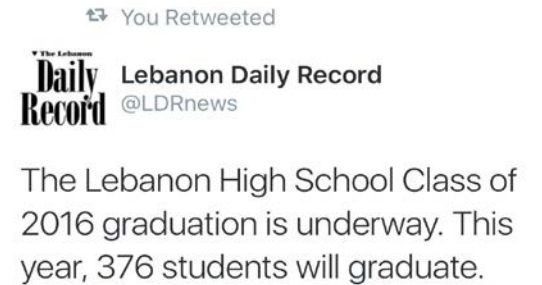 You Retweeted
The Lebanon
Daily
Record
Lebanon Daily Record
@LDRnews
The Lebanon High School Class of
2016 graduation is underway. This
year, 376 students will graduate.